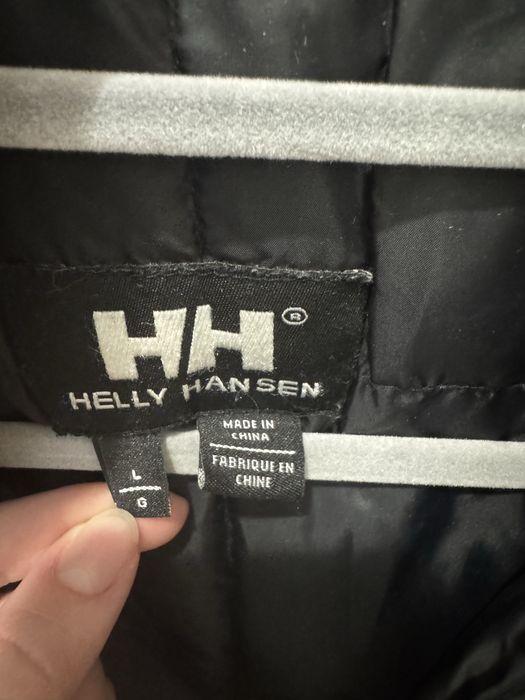 HH®
HELLY HANSEN
MADE IN
CHINA
FABRIQUE EN
CHINE
L
G